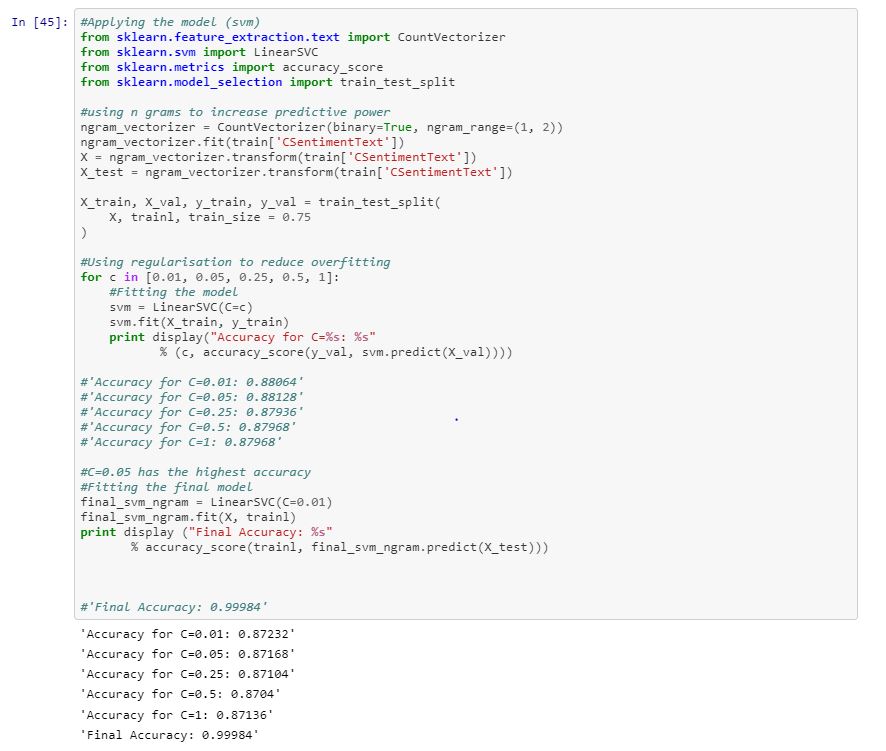 In [45]: #Applying the model (svm)
from sklearn.feature_extraction.text import CountVectorizer
from sklearn.svm import LinearSVC
from sklearn.metrics import accuracy_score
from sklearn.model_selection import train_test_split
#using n grams to increase predictive power
ngram_vectorizer = CountVectorizer(binary=True, ngram_range=(1, 2))
ngram_vectorizer.fit(train['CSentimentText'])
X = ngram_vectorizer.transform(train['CSentimentText'])
X_test = ngram_vectorizer.transform(train['CSentimentText'])
X_train, X_val, y_train, y_val = train_test_split(
    X, trainl, train_size = 0.75
)
#Using regularisation to reduce overfitting
for c in [0.01, 0.05, 0.25, 0.5, 1]:
    #Fitting the model
    svm = LinearSVC(C=c)
    svm.fit(X_train, y_train)
    print display("Accuracy for C=%s: %s"
           % (c, accuracy_score(y_val, svm.predict(X_val))))
#'Accuracy for C=0.01: 0.88064'
#'Accuracy for C=0.05: 0.88128'
#'Accuracy for C=0.25: 0.87936'
#'Accuracy for C=0.5: 0.87968'
#'Accuracy for C=1: 0.87968'
#C=0.05 has the highest accuracy
#Fitting the final model
final_svm_ngram = LinearSVC(C=0.01)
final_svm_ngram.fit(X, trainl)
print display ("Final Accuracy: %s"
       % accuracy_score(trainl, final_svm_ngram.predict(X_test)))
#'Final Accuracy: 0.99984'
'Accuracy for C=0.01: 0.87232'
'Accuracy for C=0.05: 0.87168'
'Accuracy for C=0.25: 0.87104'
'Accuracy for C=0.5: 0.8704'
'Accuracy for C=1: 0.87136'
'Final Accuracy: 0.99984'